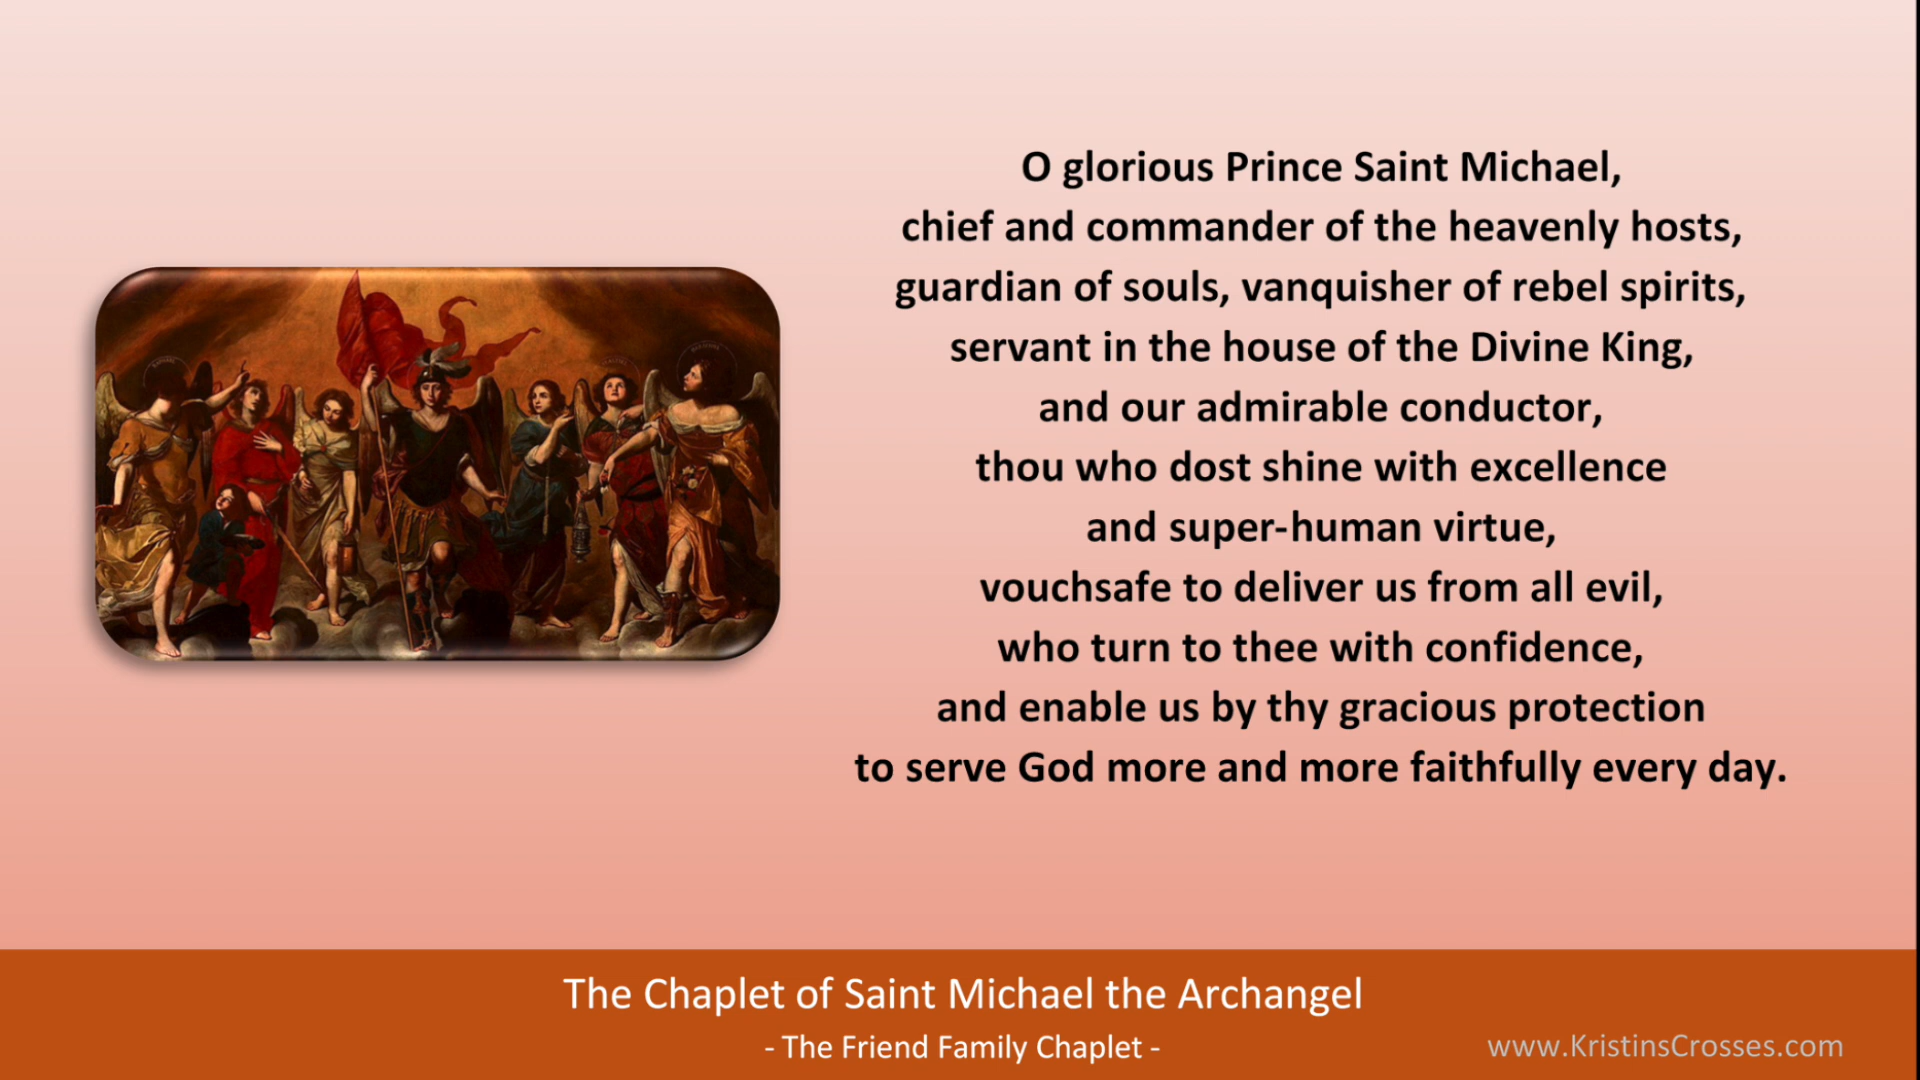 O glorious Prince Saint Michael,
chief and commander of the heavenly hosts,
guardian of souls, vanquisher of rebel spirits,
servant in the house of the Divine King,
and our admirable conductor,
thou who dost shine with excellence
and super-human virtue,
vouchsafe to deliver us from all evil,
who turn to thee with confidence,
and enable us by thy gracious protection
to serve God more and more faithfully every day.
The Chaplet of Saint Michael the Archangel
- The Friend Family Chaplet -
www.KristinsCrosses.com